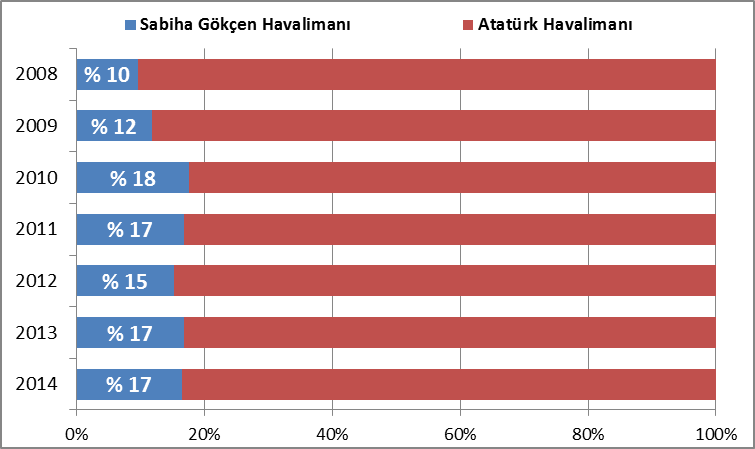 Sabiha Gökçen Havalimanı Atatürk Havalimanı
2008 % 10
2009 % 12
2010 % 18
2011 % 17
2012 % 15
2013 % 17
2014 % 17
0% 20% 40% 60% 80% 100%